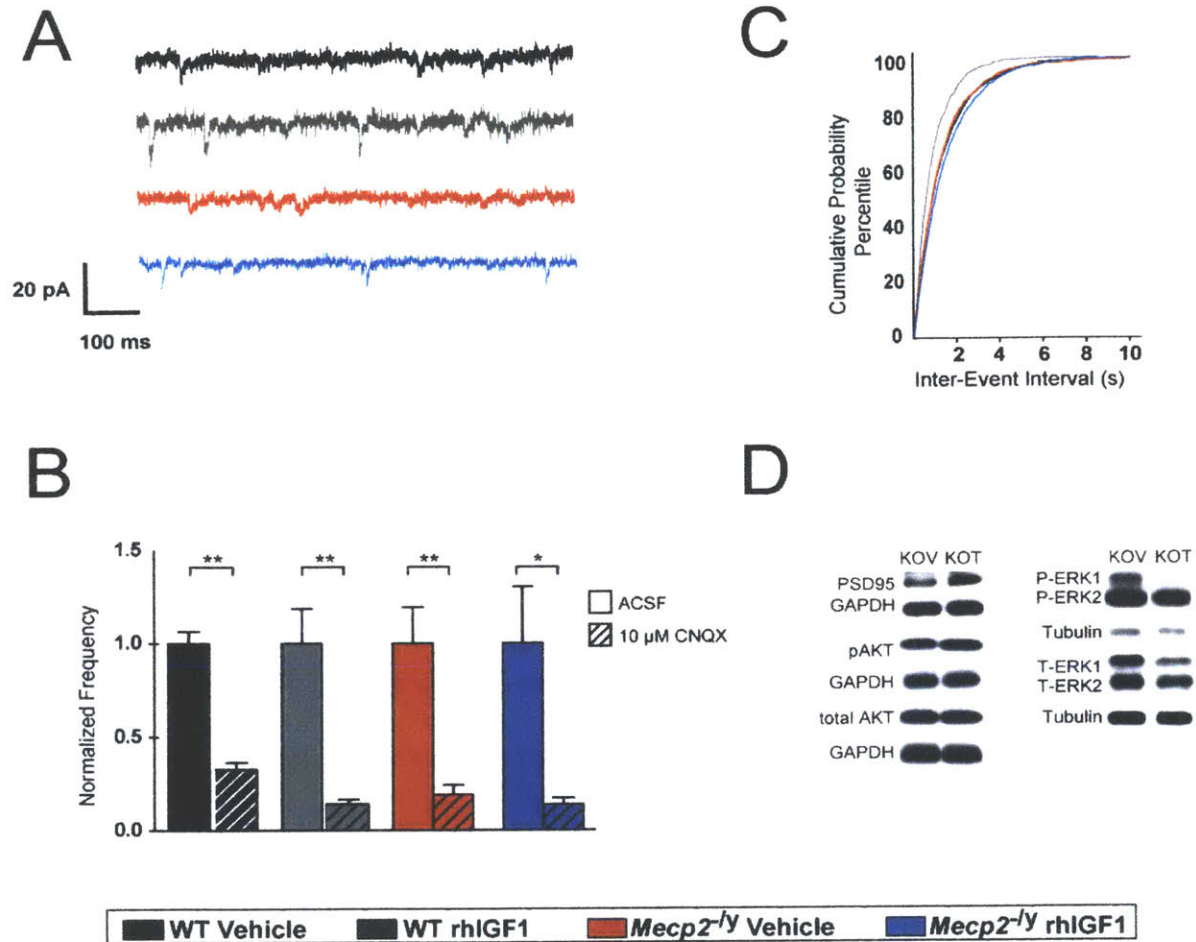 A
20 pA
100 ms
C
100
80
60
40
20
0
Cumulative Probability
Percentile
2 4 6 8 10
Inter-Event Interval (s)
B
1.5
1.0
0.5
0.0
Normalized Frequency
** ** ** *
ACSF
10 µM CNQX
D
KOV KOT
PSD95
GAPDH
pAKT
GAPDH
total AKT
GAPDH
KOV KOT
P-ERK1
P-ERK2
Tubulin
T-ERK1
T-ERK2
Tubulin
WT Vehicle WT rhIGF1 Mecp2-/y Vehicle Mecp2-/y rhIGF1